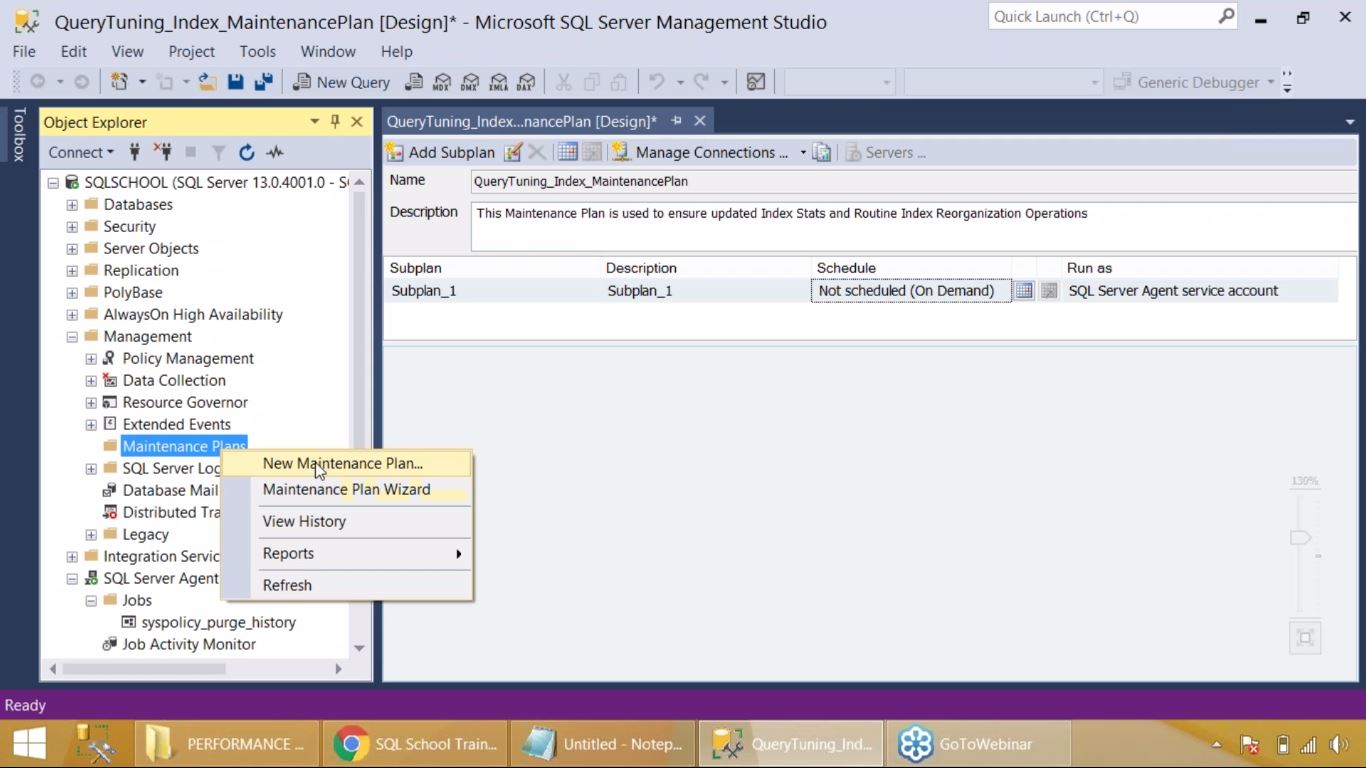 QueryTuning_Index_MaintenancePlan [Design]* - Microsoft SQL Server Management Studio
Quick Launch (Ctrl+Q)
File Edit View Project Tools Window Help
New Query MDX DMX XMLA DAX Generic Debugger
Toolbox
Object Explorer
QueryTuning_Index...nancePlan [Design]*
Connect
Add Subplan Manage Connections ... Servers ...
SQLSCHOOL (SQL Server 13.0.4001.0 - S
Name QueryTuning_Index_MaintenancePlan
Databases
Description This Maintenance Plan is used to ensure updated Index Stats and Routine Index Reorganization Operations
Security
Server Objects
Replication
Subplan Description Schedule Run as
PolyBase
Subplan_1 Subplan_1 Not scheduled (On Demand) SQL Server Agent service account
AlwaysOn High Availability
Management
Policy Management
Data Collection
Resource Governor
Extended Events
Maintenance Plans
New Maintenance Plan...
SQL Server Log
Maintenance Plan Wizard
Database Mail
130%
Distributed Tra
View History
Legacy
Reports
Integration Servic
SQL Server Agent
Refresh
Jobs
syspolicy_purge_history
Job Activity Monitor
Ready
PERFORMANCE ... SQL School Train... Untitled - Notep... QueryTuning_Ind... GoToWebinar